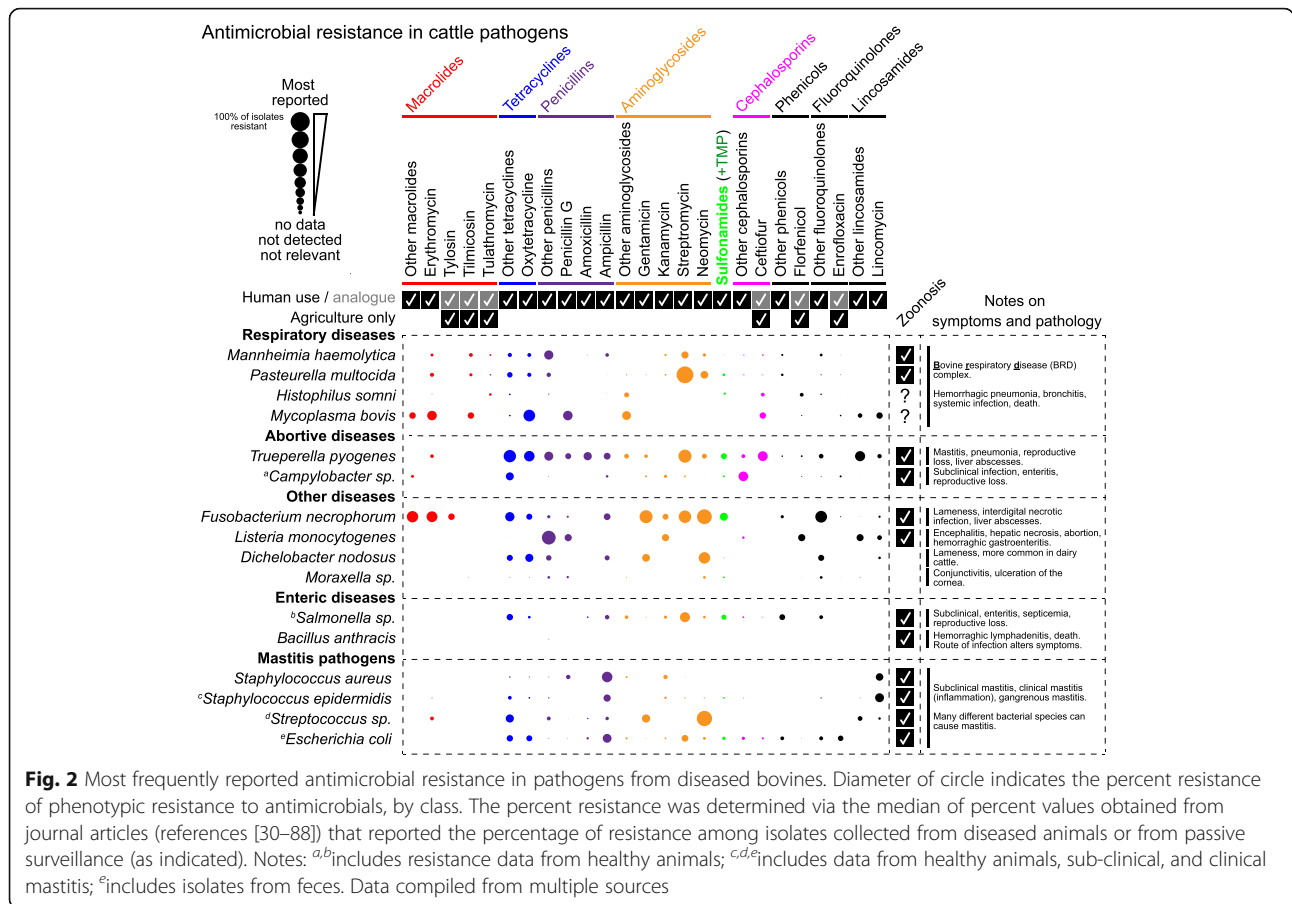 Antimicrobial resistance in cattle pathogens
Most
reported
100% of isolates
resistant
no data
not detected
not relevant
Macrolides
Tetracyclines
Penicillins
Aminoglycosides
Cephalosporins
Phenicols
Fluoroquinolones
Lincosamides
Other macrolides
Erythromycin
Tylosin
Tilmicosin
Tulathromycin
Other tetracyclines
Oxytetracycline
Other penicillins
Penicillin G
Amoxicillin
Ampicillin
Other aminoglycosides
Gentamicin
Kanamycin
Streptomycin
Neomycin
Sulfonamides (+TMP)
Other cephalosporins
Ceftiofur
Other phenicols
Florfenicol
Other fluoroquinolones
Enrofloxacin
Other lincosamides
Lincomycin
Human use / analogue
Agriculture only
Zoonosis
Notes on
symptoms and pathology
Respiratory diseases
Mannheimia haemolytica
Pasteurella multocida
Bovine respiratory disease (BRD)
complex.
Histophilus somni ?
Mycoplasma bovis ?
Hemorrhagic pneumonia, bronchitis,
systemic infection, death.
Abortive diseases
Trueperella pyogenes
Mastitis, pneumonia, reproductive
loss, liver abscesses.
aCampylobacter sp.
Subclinical infection, enteritis,
reproductive loss.
Other diseases
Fusobacterium necrophorum
Lameness, interdigital necrotic
infection, liver abscesses.
Listeria monocytogenes
Encephalitis, hepatic necrosis, abortion,
hemorraghic gastroenteritis.
Dichelobacter nodosus
Lameness, more common in dairy
cattle.
Moraxella sp.
Conjunctivitis, ulceration of the
cornea.
Enteric diseases
bSalmonella sp.
Subclinical, enteritis, septicemia,
reproductive loss.
Bacillus anthracis
Hemorraghic lymphadenitis, death.
Route of infection alters symptoms.
Mastitis pathogens
Staphylococcus aureus
cStaphylococcus epidermidis
Subclinical mastitis, clinical mastitis
(inflammation), gangrenous mastitis.
dStreptococcus sp.
eEscherichia coli
Many different bacterial species can
cause mastitis.
Fig. 2 Most frequently reported antimicrobial resistance in pathogens from diseased bovines. Diameter of circle indicates the percent resistance
of phenotypic resistance to antimicrobials, by class. The percent resistance was determined via the median of percent values obtained from
journal articles (references [30–88]) that reported the percentage of resistance among isolates collected from diseased animals or from passive
surveillance (as indicated). Notes: a,bincludes resistance data from healthy animals; c,d,eincludes data from healthy animals, sub-clinical, and clinical
mastitis; eincludes isolates from feces. Data compiled from multiple sources